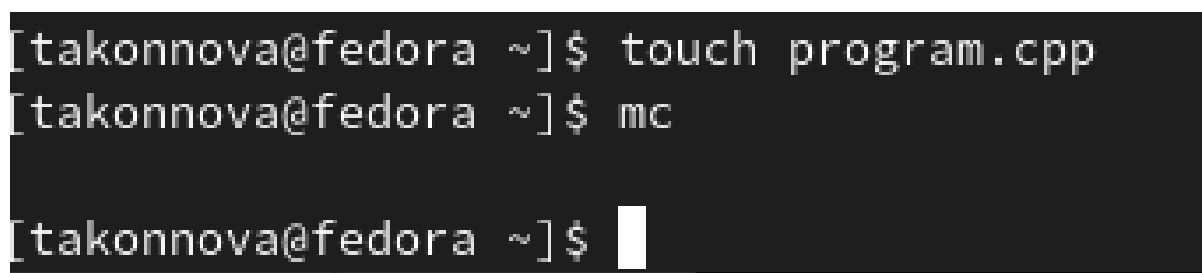 [takonnova@fedora ~]$ touch program.cpp
[takonnova@fedora ~]$ mc
[takonnova@fedora ~]$